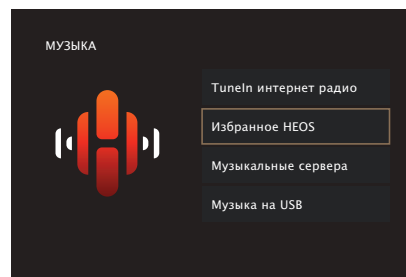 МУЗЫКА
TuneIn интернет радио
Избранное HEOS
Музыкальные сервера
Музыка на USB